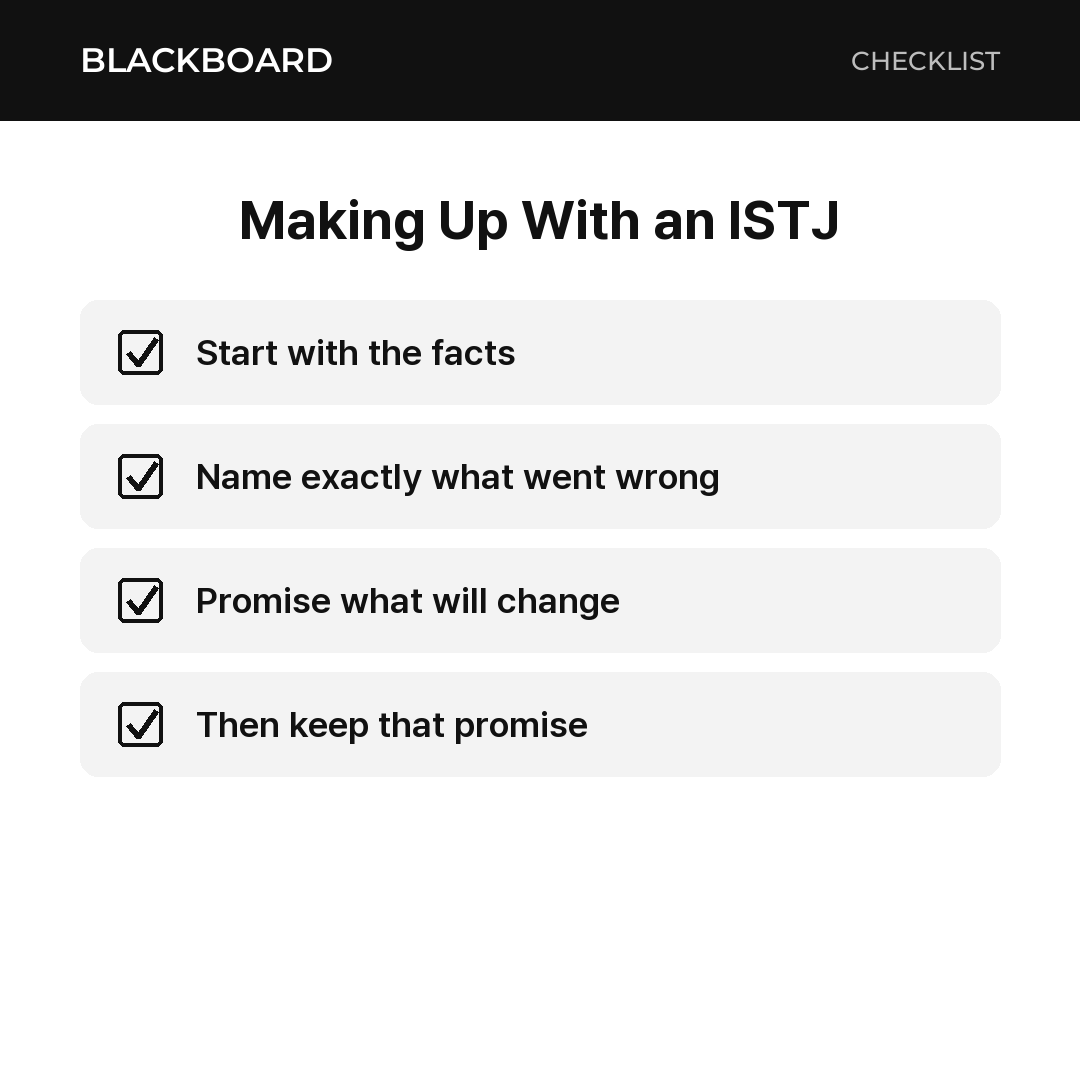 BLACKBOARD
CHECKLIST
Making Up With an ISTJ
Start with the facts
Name exactly what went wrong
Promise what will change
Then keep that promise